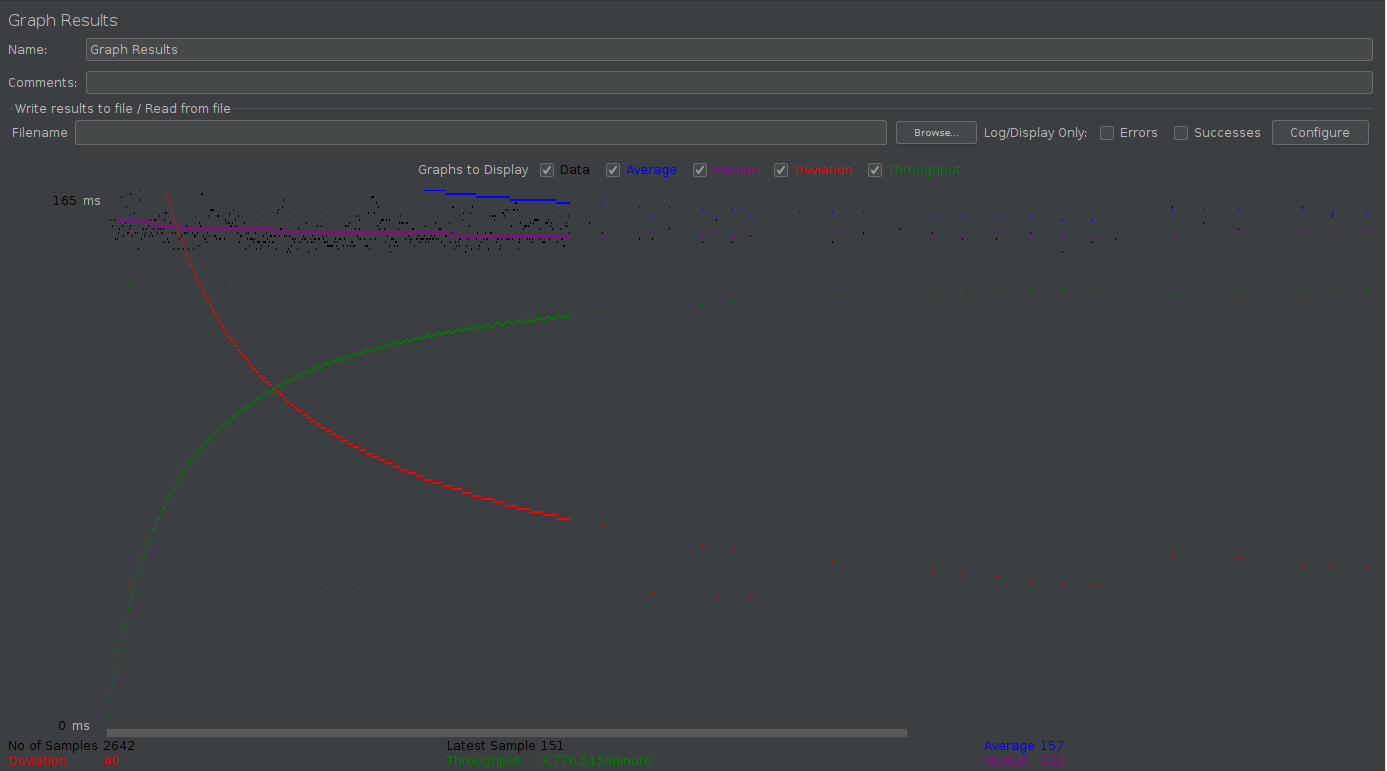 Graph Results
Name: Graph Results
Comments:
Write results to file / Read from file
Filename Browse... Log/Display Only: Errors Successes Configure
Graphs to Display Data Average Median Deviation Throughput
165 ms
0 ms
No of Samples 2642 Latest Sample 151 Average 157
Deviation 40 Throughput 3,770.515/minute Median 152